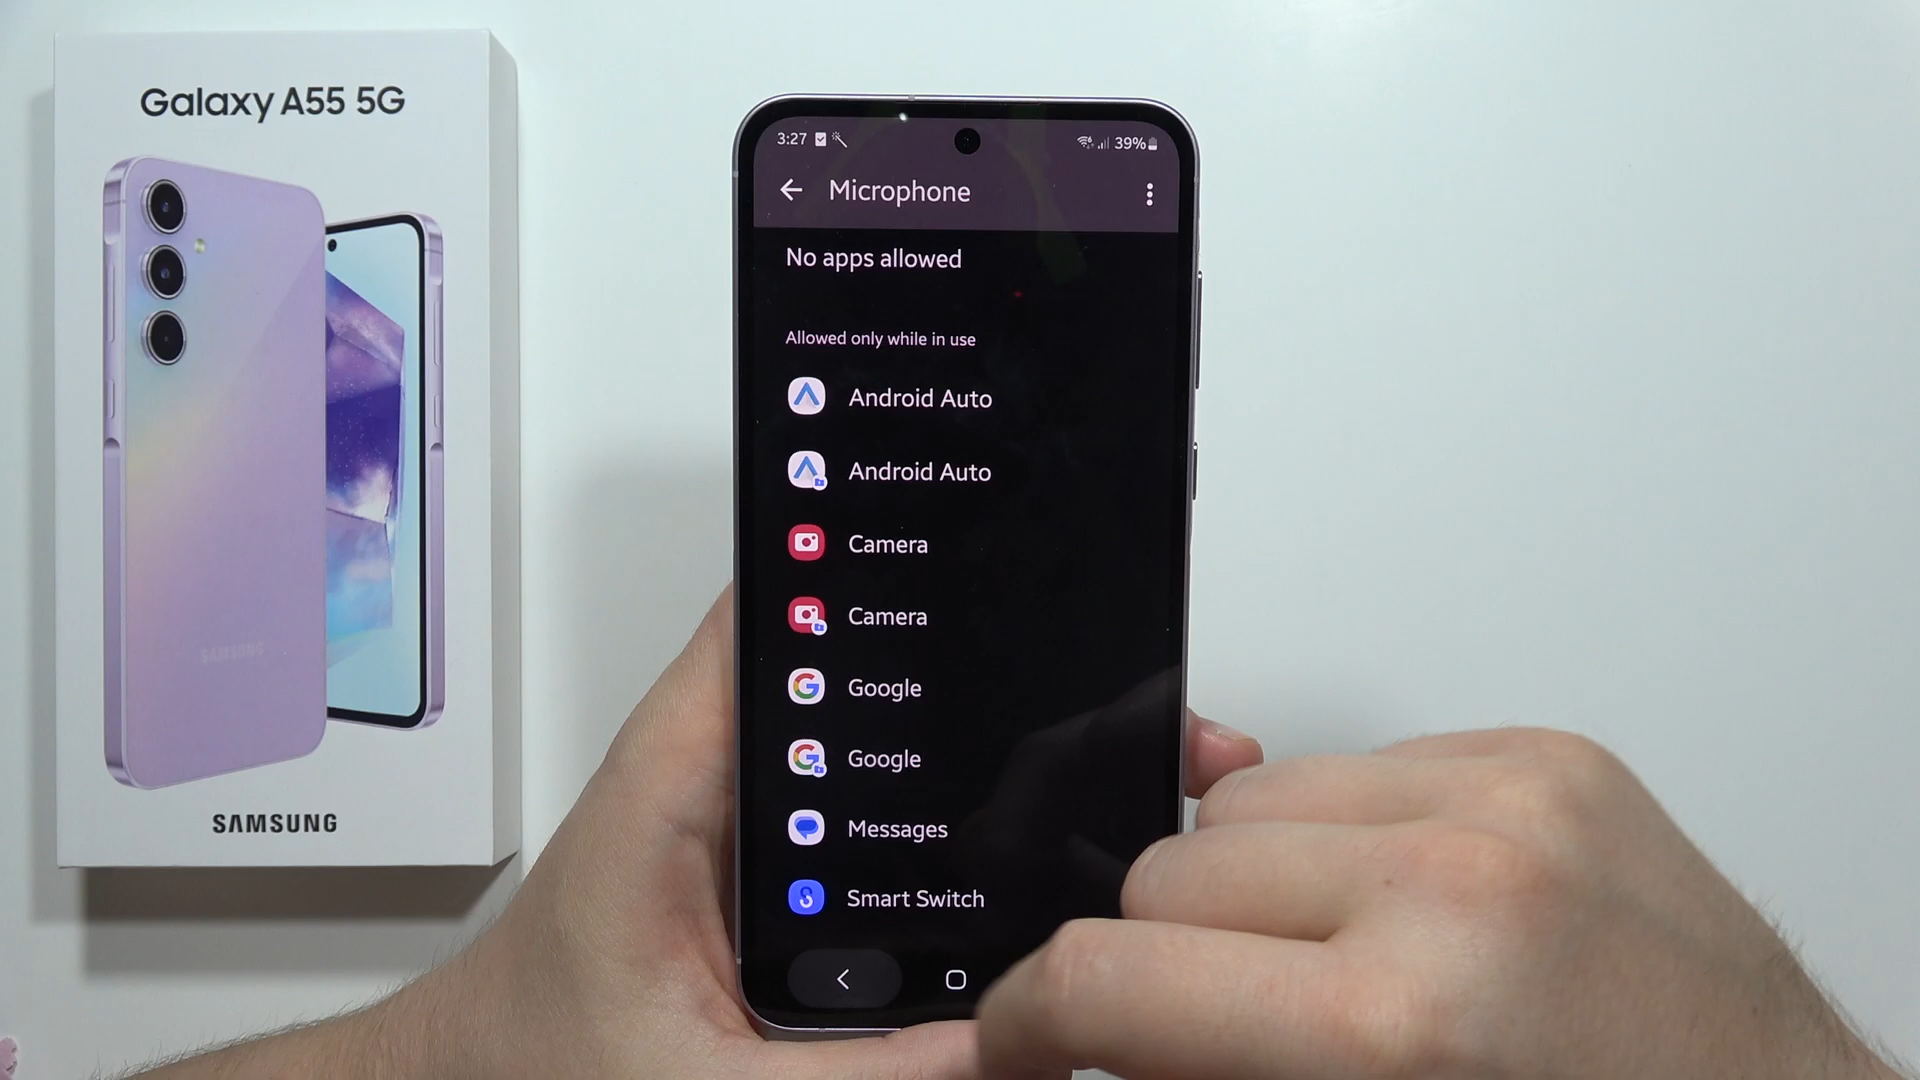 Galaxy A55 5G
SAMSUNG
SAMSUNG
3:27
39%
Microphone
No apps allowed
Allowed only while in use
Android Auto
Android Auto
Camera
Camera
Google
Google
Messages
Smart Switch